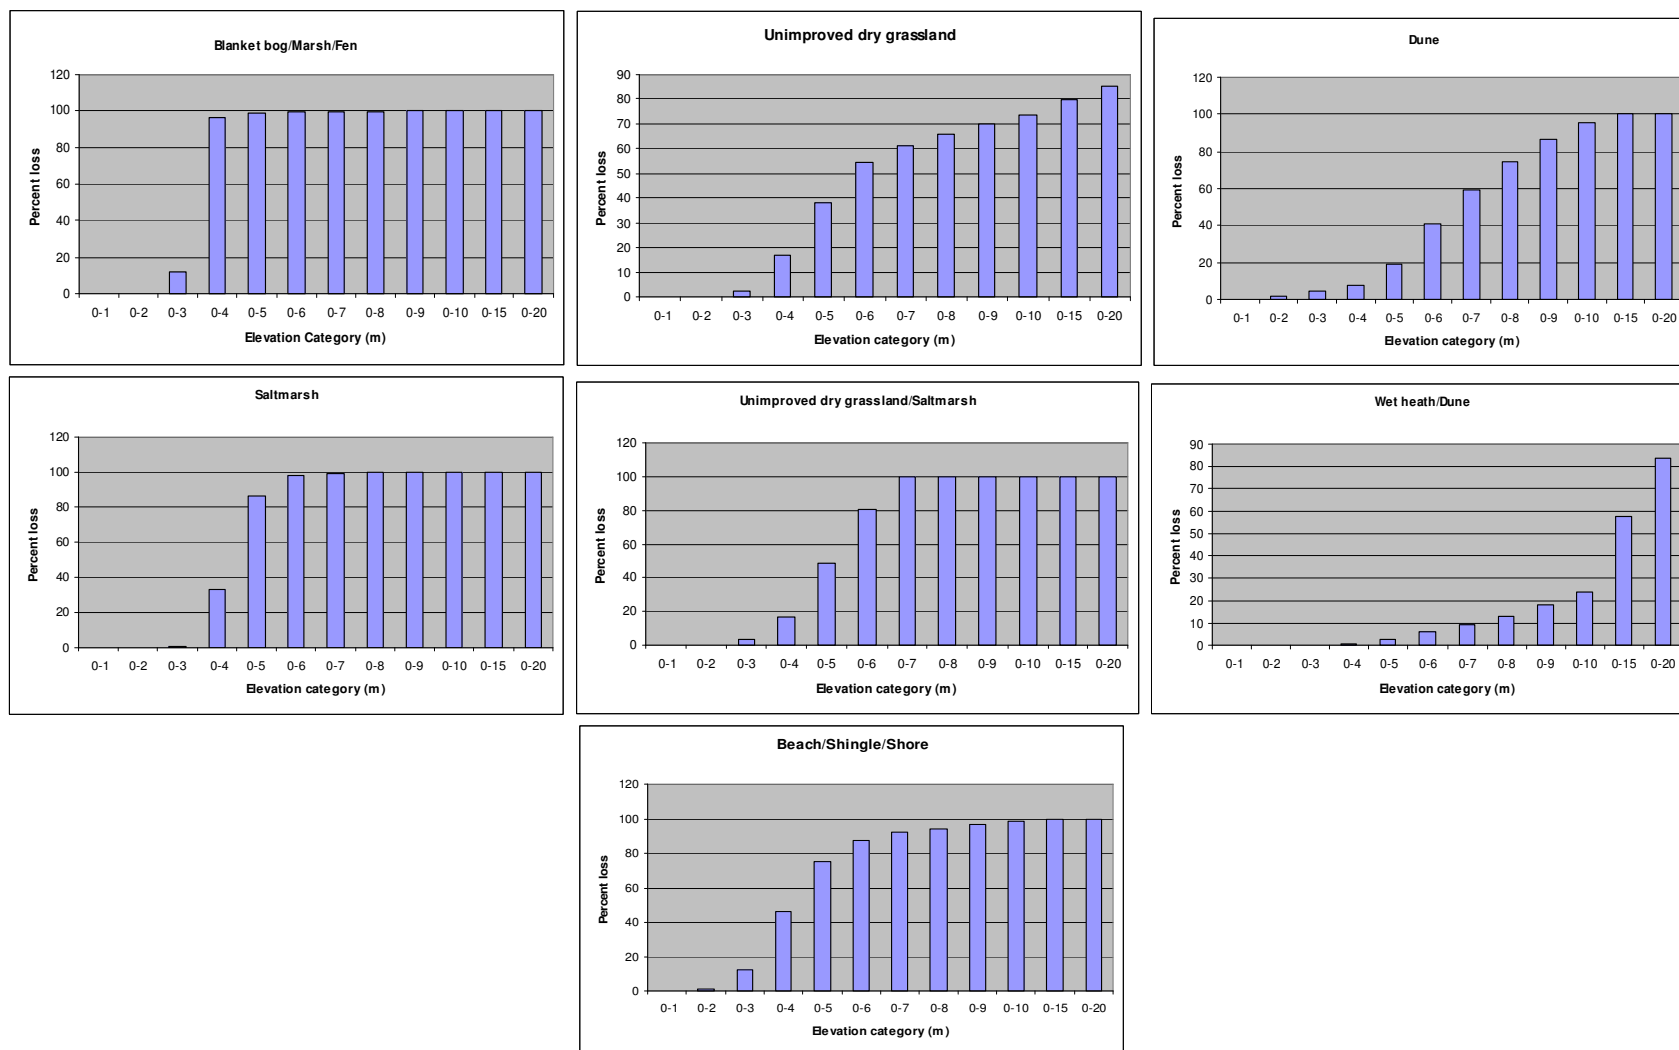 Blanket bog/Marsh/Fen
Percent loss
120
100
80
60
40
20
0
0-1 0-2 0-3 0-4 0-5 0-6 0-7 0-8 0-9 0-10 0-15 0-20
Elevation Category (m)
Unimproved dry grassland
Percent loss
90
80
70
60
50
40
30
20
10
0
0-1 0-2 0-3 0-4 0-5 0-6 0-7 0-8 0-9 0-10 0-15 0-20
Elevation category (m)
Dune
Percent loss
120
100
80
60
40
20
0
0-1 0-2 0-3 0-4 0-5 0-6 0-7 0-8 0-9 0-10 0-15 0-20
Elevation category (m)
Saltmarsh
Percent loss
120
100
80
60
40
20
0
0-1 0-2 0-3 0-4 0-5 0-6 0-7 0-8 0-9 0-10 0-15 0-20
Elevation category (m)
Unimproved dry grassland/Saltmarsh
Percent loss
120
100
80
60
40
20
0
0-1 0-2 0-3 0-4 0-5 0-6 0-7 0-8 0-9 0-10 0-15 0-20
Elevation category (m)
Wet heath/Dune
Percent loss
90
80
70
60
50
40
30
20
10
0
0-1 0-2 0-3 0-4 0-5 0-6 0-7 0-8 0-9 0-10 0-15 0-20
Elevation category (m)
Beach/Shingle/Shore
Percent loss
120
100
80
60
40
20
0
0-1 0-2 0-3 0-4 0-5 0-6 0-7 0-8 0-9 0-10 0-15 0-20
Elevation category (m)